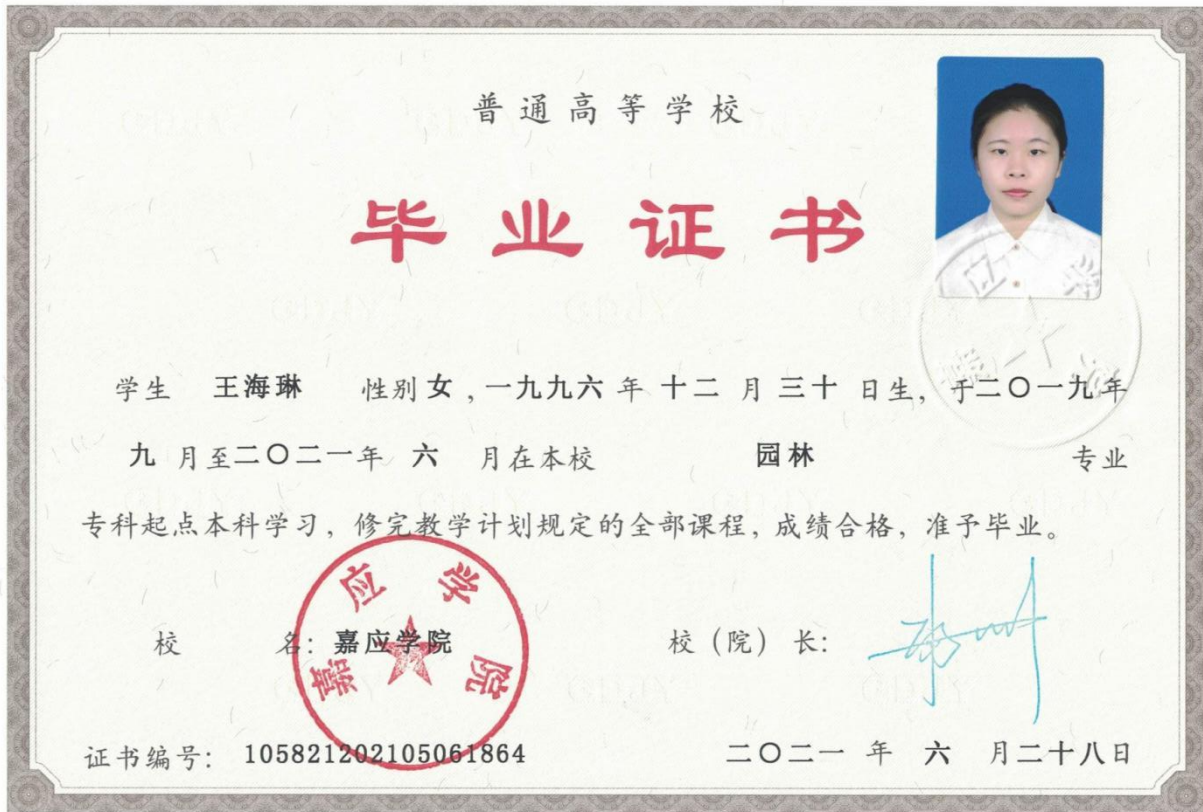 普通高等学校
毕业证书
学生 王海琳 性别 女 ,一九九六 年 十二 月 三十 日生, 于二〇一九年
九 月至二〇二一年 六 月在本校 园林 专业
专科起点本科学习, 修完教学计划规定的全部课程, 成绩合格, 准予毕业。
校 名: 嘉应学院 校 (院) 长:
嘉应学院
证书编号: 105821202105061864 二〇二一 年 六 月二十八日